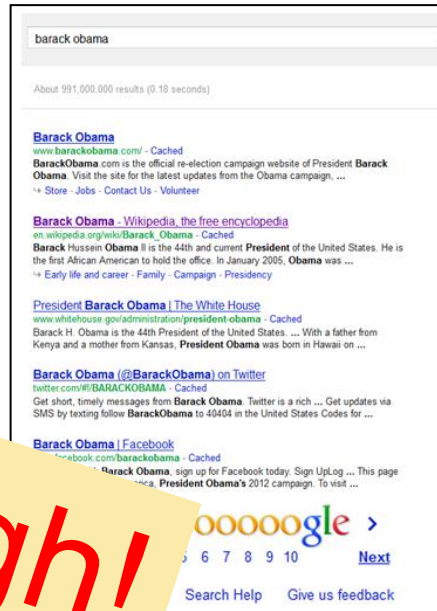 barack obama
About 991,000,000 results (0.18 seconds)
Barack Obama
www.barackobama.com/ - Cached
BarackObama.com is the official re-election campaign website of President Barack
Obama. Visit the site for the latest updates from the Obama campaign, ...
Store - Jobs - Contact Us - Volunteer
Barack Obama - Wikipedia, the free encyclopedia
en.wikipedia.org/wiki/Barack_Obama - Cached
Barack Hussein Obama II is the 44th and current President of the United States. He is
the first African American to hold the office. In January 2005, Obama was ...
Early life and career - Family - Campaign - Presidency
President Barack Obama | The White House
www.whitehouse.gov/administration/president-obama - Cached
Barack H. Obama is the 44th President of the United States. ... With a father from
Kenya and a mother from Kansas, President Obama was born in Hawaii on ...
Barack Obama (@BarackObama) on Twitter
twitter.com/#!/BARACKOBAMA - Cached
Get short, timely messages from Barack Obama. Twitter is a rich ... Get updates via
SMS by texting follow BarackObama to 40404 in the United States Codes for ...
Barack Obama | Facebook
facebook.com/barackobama - Cached
Barack Obama, sign up for Facebook today. Sign UpLog ... This page
President Obama's 2012 campaign. To visit ...
ooooogle >
6 7 8 9 10 Next
gh!
Search Help Give us feedback